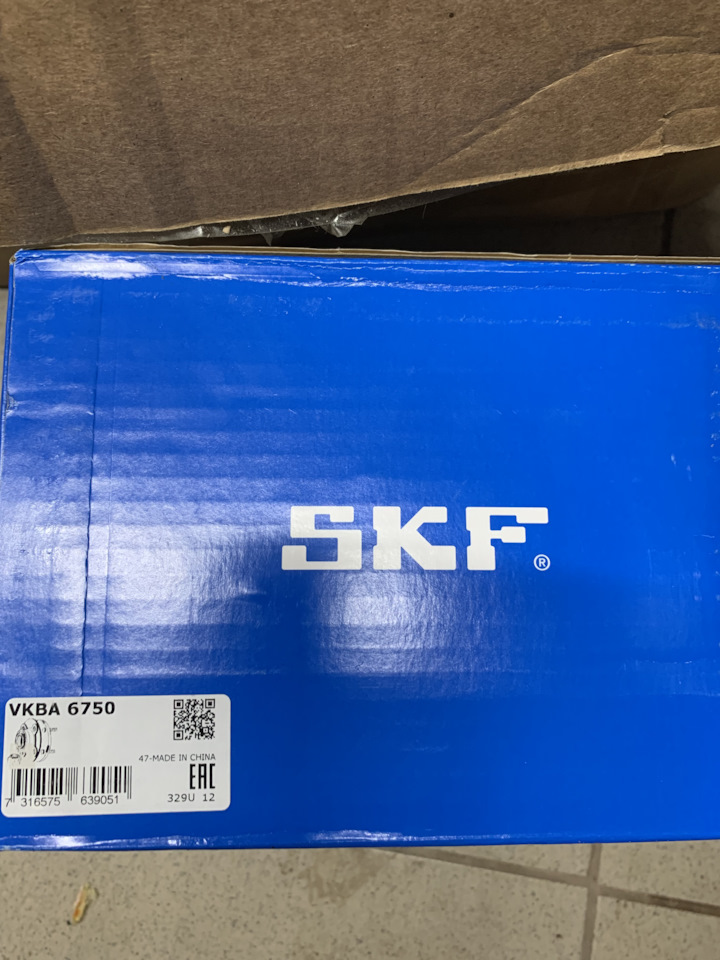 SKF®
VKBA 6750
47-MADE IN CHINA
EAC
7 316575 639051
329U 12